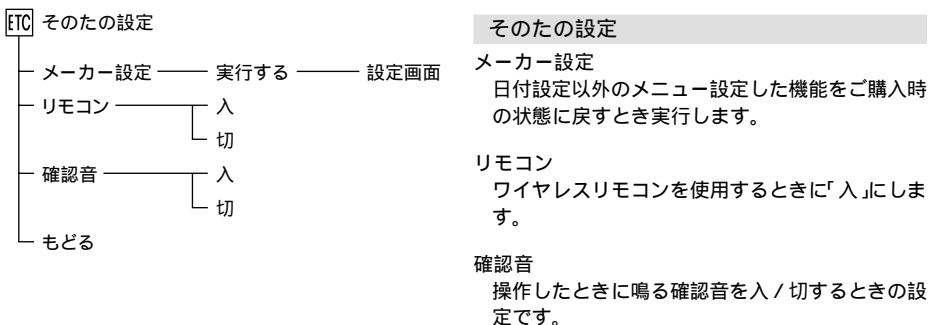 ETC そのたの設定
メーカー設定 実行する 設定画面
リモコン 入
切
確認音 入
切
もどる
そのたの設定
メーカー設定
日付設定以外のメニュー設定した機能をご購入時
の状態に戻すとき実行します。
リモコン
ワイヤレスリモコンを使用するときに「入」にしま
す。
確認音
操作したときに鳴る確認音を入 / 切するときの設
定です。